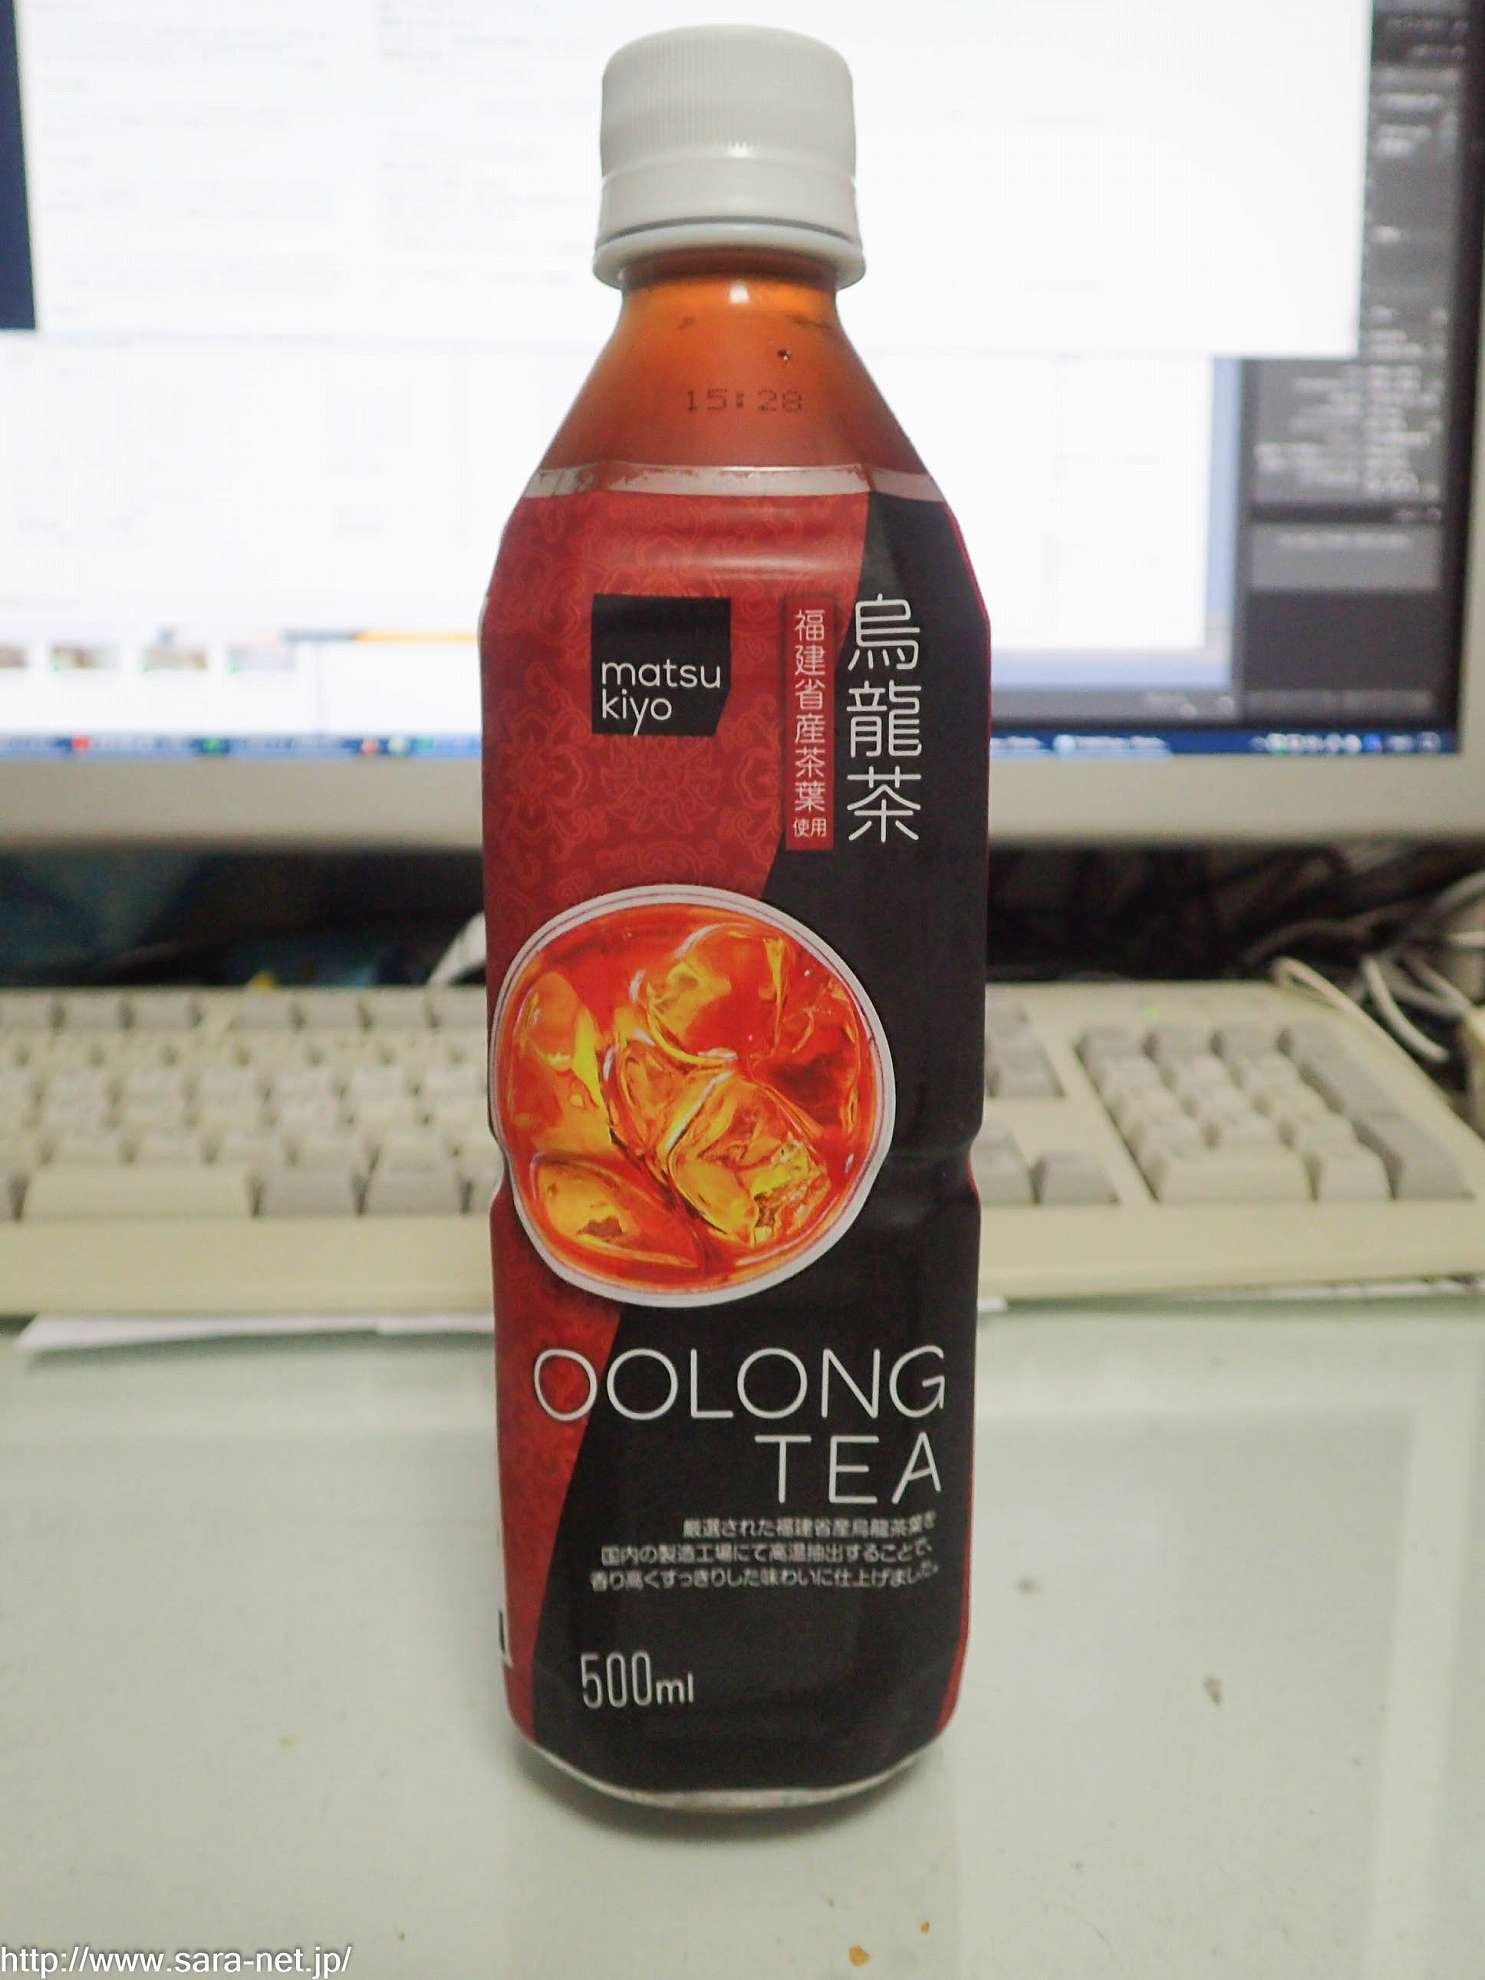 15:28
matsu
kiyo
烏龍茶
福建省産茶葉使用
OOLONG
TEA
厳選された福建省産烏龍茶葉を
国内の製造工場にて高温抽出することで、
香り高くすっきりした味わいに仕上げました。
500ml
http://www.sara-net.jp/